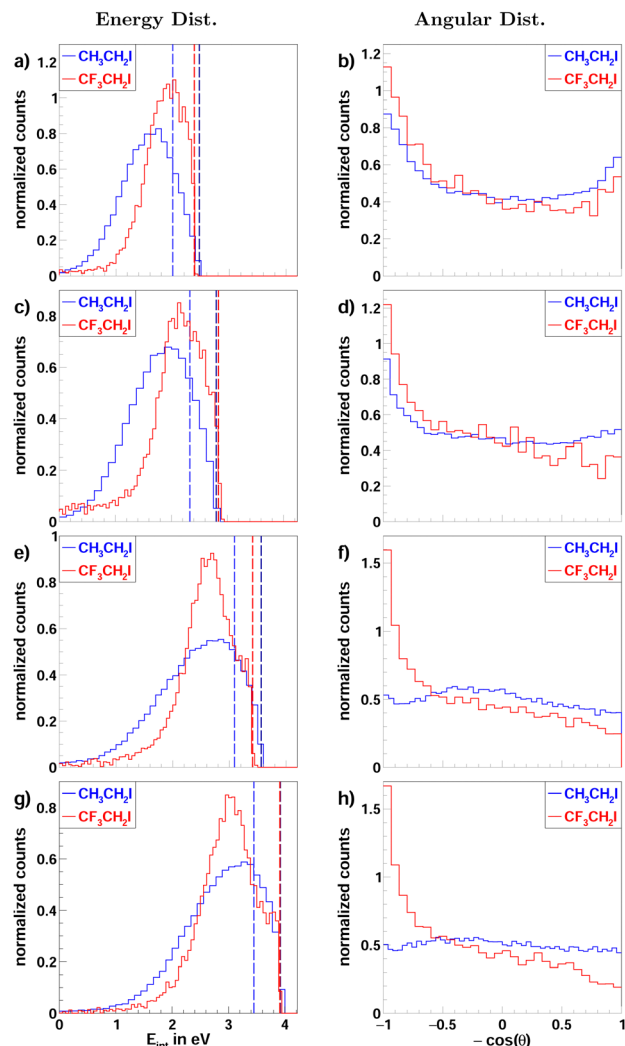 Energy Dist. Angular Dist.
a) CH₃CH₂I
CF₃CH₂I
normalized counts
1.2
1
0.8
0.6
0.4
0.2
0
b) CH₃CH₂I
CF₃CH₂I
normalized counts
1.2
1
0.8
0.6
0.4
0.2
0
c) CH₃CH₂I
CF₃CH₂I
normalized counts
0.8
0.6
0.4
0.2
0
d) CH₃CH₂I
CF₃CH₂I
normalized counts
1.2
1
0.8
0.6
0.4
0.2
0
e) CH₃CH₂I
CF₃CH₂I
normalized counts
1
0.8
0.6
0.4
0.2
0
f) CH₃CH₂I
CF₃CH₂I
normalized counts
1.5
1
0.5
0
g) CH₃CH₂I
CF₃CH₂I
normalized counts
0.8
0.6
0.4
0.2
0
0 1 2 3 4
E_int in eV
h) CH₃CH₂I
CF₃CH₂I
normalized counts
1.5
1
0.5
0
−1 −0.5 0 0.5 1
− cos(θ)